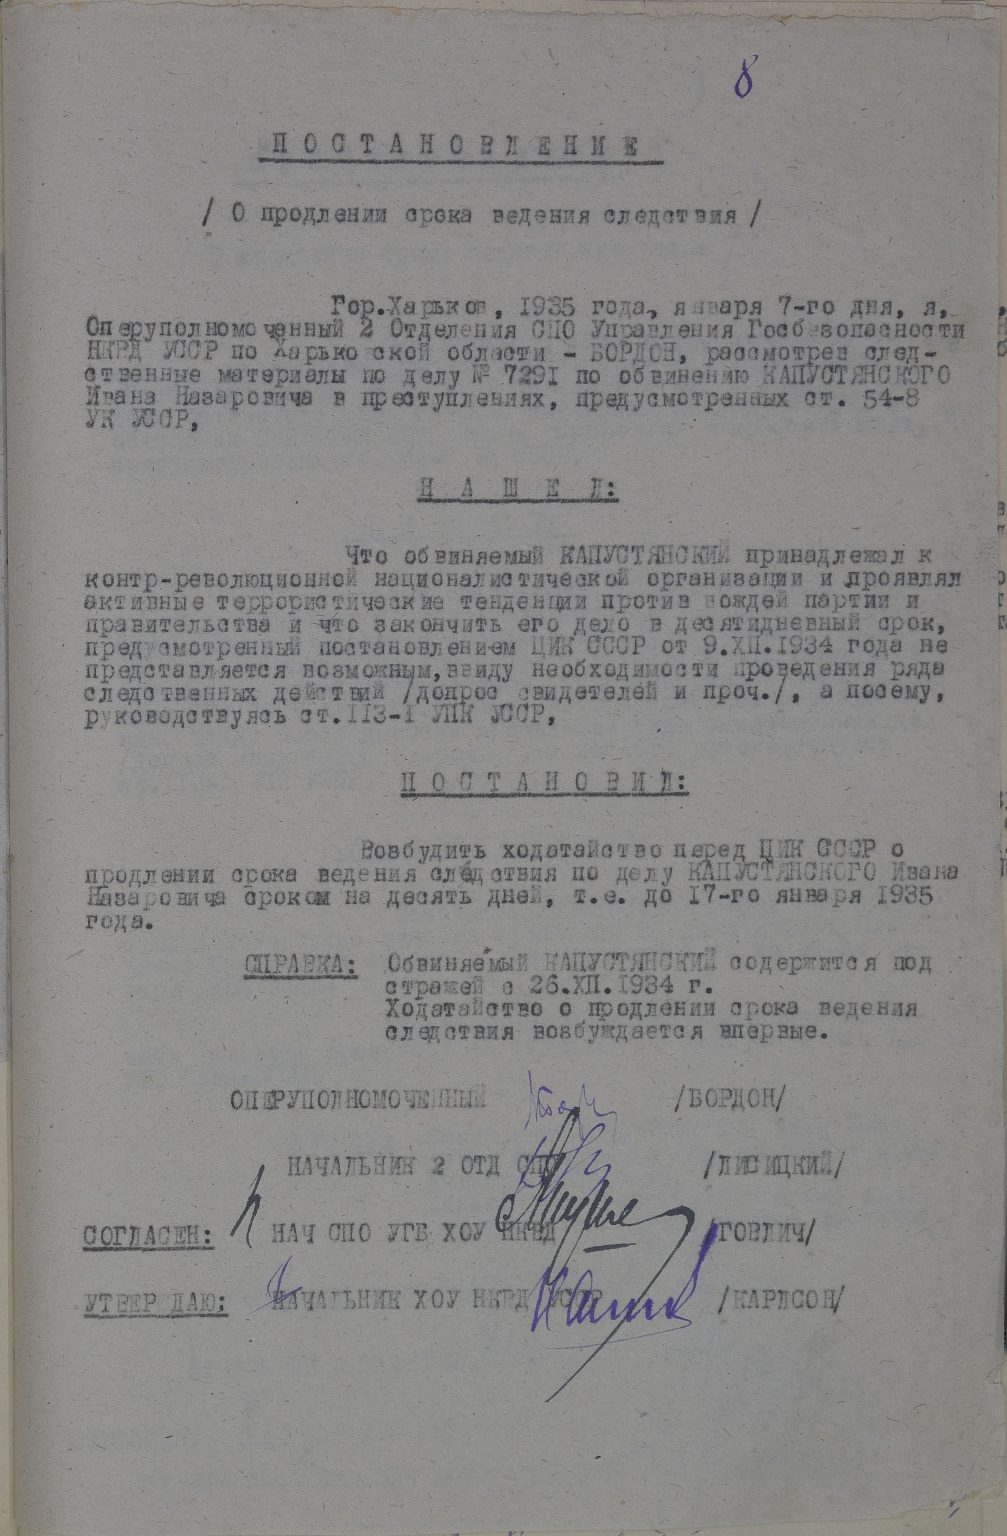 8
ПОСТАНОВЛЕНИЕ
/ О продлении срока ведения следствия /
Гор.Харьков, 1935 года, января 7-го дня, я,
Оперуполномоченный 2 Отделения СПО Управления Госбезопасности
НКВД УССР по Харьковской области - БОРДОН, рассмотрев след-
ственные материалы по делу № 7291 по обвинению КАПУСТЯНСКОГО
Ивана Назаровича в преступлениях, предусмотренных ст. 54-8
УК УССР,
НАШЕЛ:
Что обвиняемый КАПУСТЯНСКИЙ принадлежал к
контр-революционной националистической организации и проявлял
активные террористические тенденции против вождей партии и
правительства и что закончить его дело в десятидневный срок,
предусмотренный постановлением ЦИК СССР от 9.XII.1934 года не
представляется возможным,ввиду необходимости проведения ряда
следственных действий /допрос свидетелей и проч./, а посему,
руководствуясь ст.113-1 УПК УССР,
ПОСТАНОВИЛ:
Возбудить ходотайство перед ЦИК СССР о
продлении срока ведения следствия по делу КАПУСТЯНСКОГО Ивана
Назаровича сроком на десять дней, т.е. до 17-го января 1935
года.
СПРАВКА: Обвиняемый КАПУСТЯНСКИЙ содержится под
стражей с 26.XII.1934 г.
Ходатайство о продлении срока ведения
следствия возбуждается впервые.
ОПЕРУПОЛНОМОЧЕННЫЙ /БОРДОН/
НАЧАЛЬНИК 2 ОТД СПО /ЛИСИЦКИЙ/
СОГЛАСЕН: НАЧ СПО УГБ ХОУ НКВД /ГОВЛИЧ/
УТВЕРЖДАЮ: НАЧАЛЬНИК ХОУ НКВД УССР /КАРЛСОН/